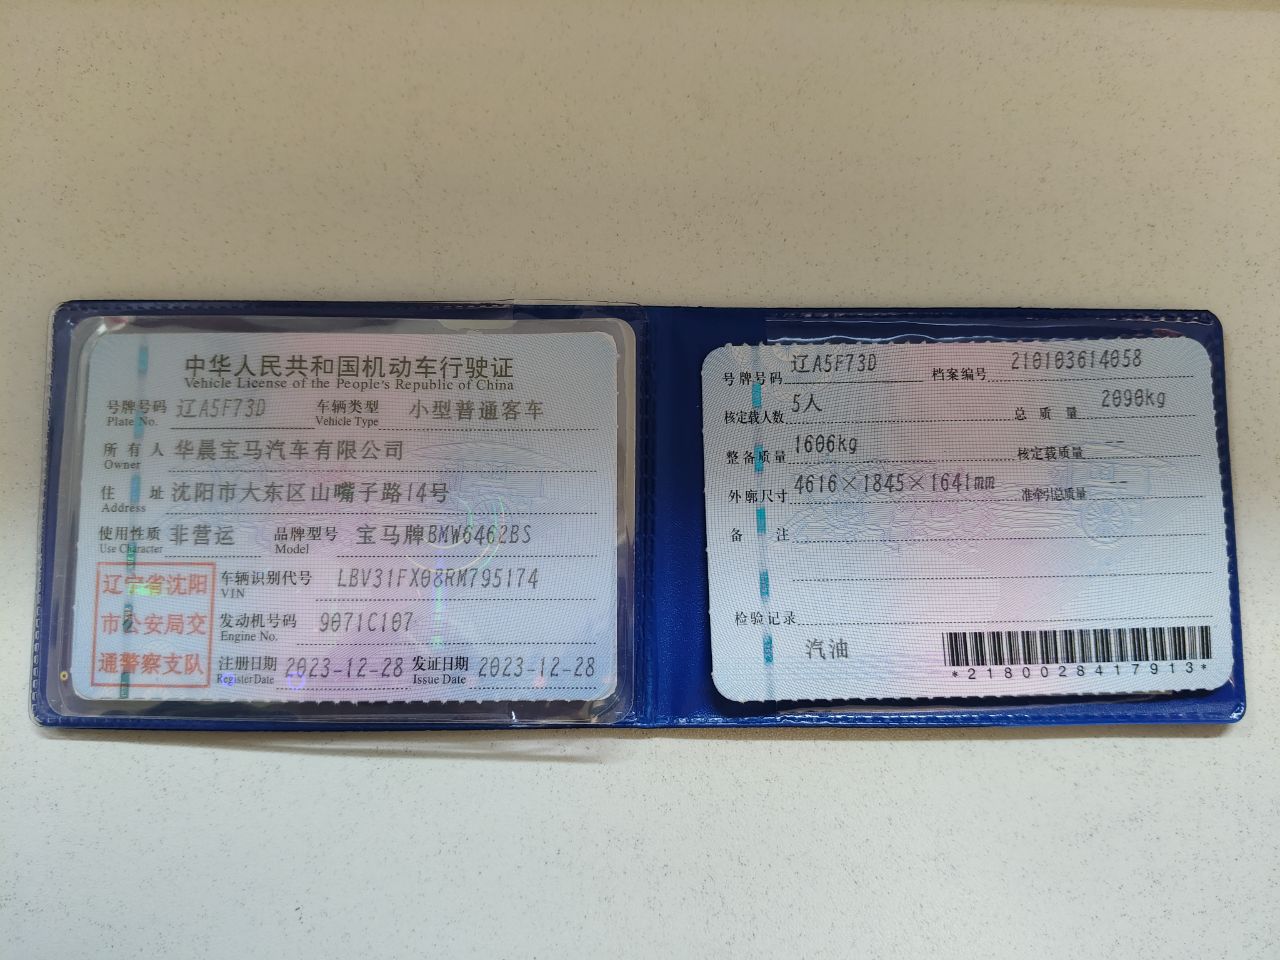 中华人民共和国机动车行驶证
Vehicle License of the People's Republic of China
号牌号码 辽A5F73D 车辆类型 小型普通客车
Plate No. Vehicle Type
所有人 华晨宝马汽车有限公司
Owner
住址 沈阳市大东区山嘴子路14号
Address
使用性质 非营运 品牌型号 宝马牌BMW6462BS
Use Character Model
辽宁省沈阳
市公安局交
通警察支队
车辆识别代号 LBV31FX08RM795174
VIN
发动机号码 9071C107
Engine No.
注册日期 2023-12-28 发证日期 2023-12-28
Register Date Issue Date
号牌号码 辽A5F73D 档案编号 210103614058
核定载人数 5人 总质量 2090kg
整备质量 1606kg 核定载质量 --
外廓尺寸 4616×1845×1641mm 准牵引总质量 --
备注
检验记录
汽油
*2180028417913*